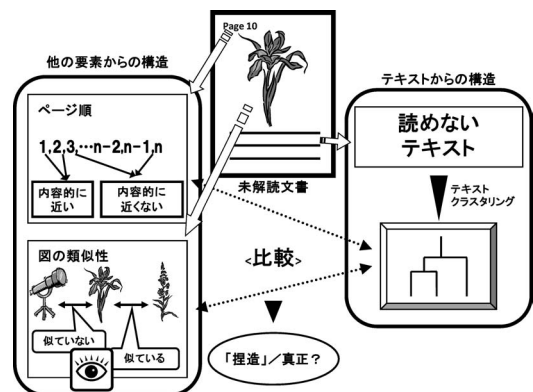 Page 10
未解読文書
他の要素からの構造
ページ順
1,2,3,…n-2,n-1,n
内容的に
近い
内容的に
近くない
図の類似性
似ていない
似ている
<比較>
「捏造」／真正？
テキストからの構造
読めない
テキスト
テキスト
クラスタリング